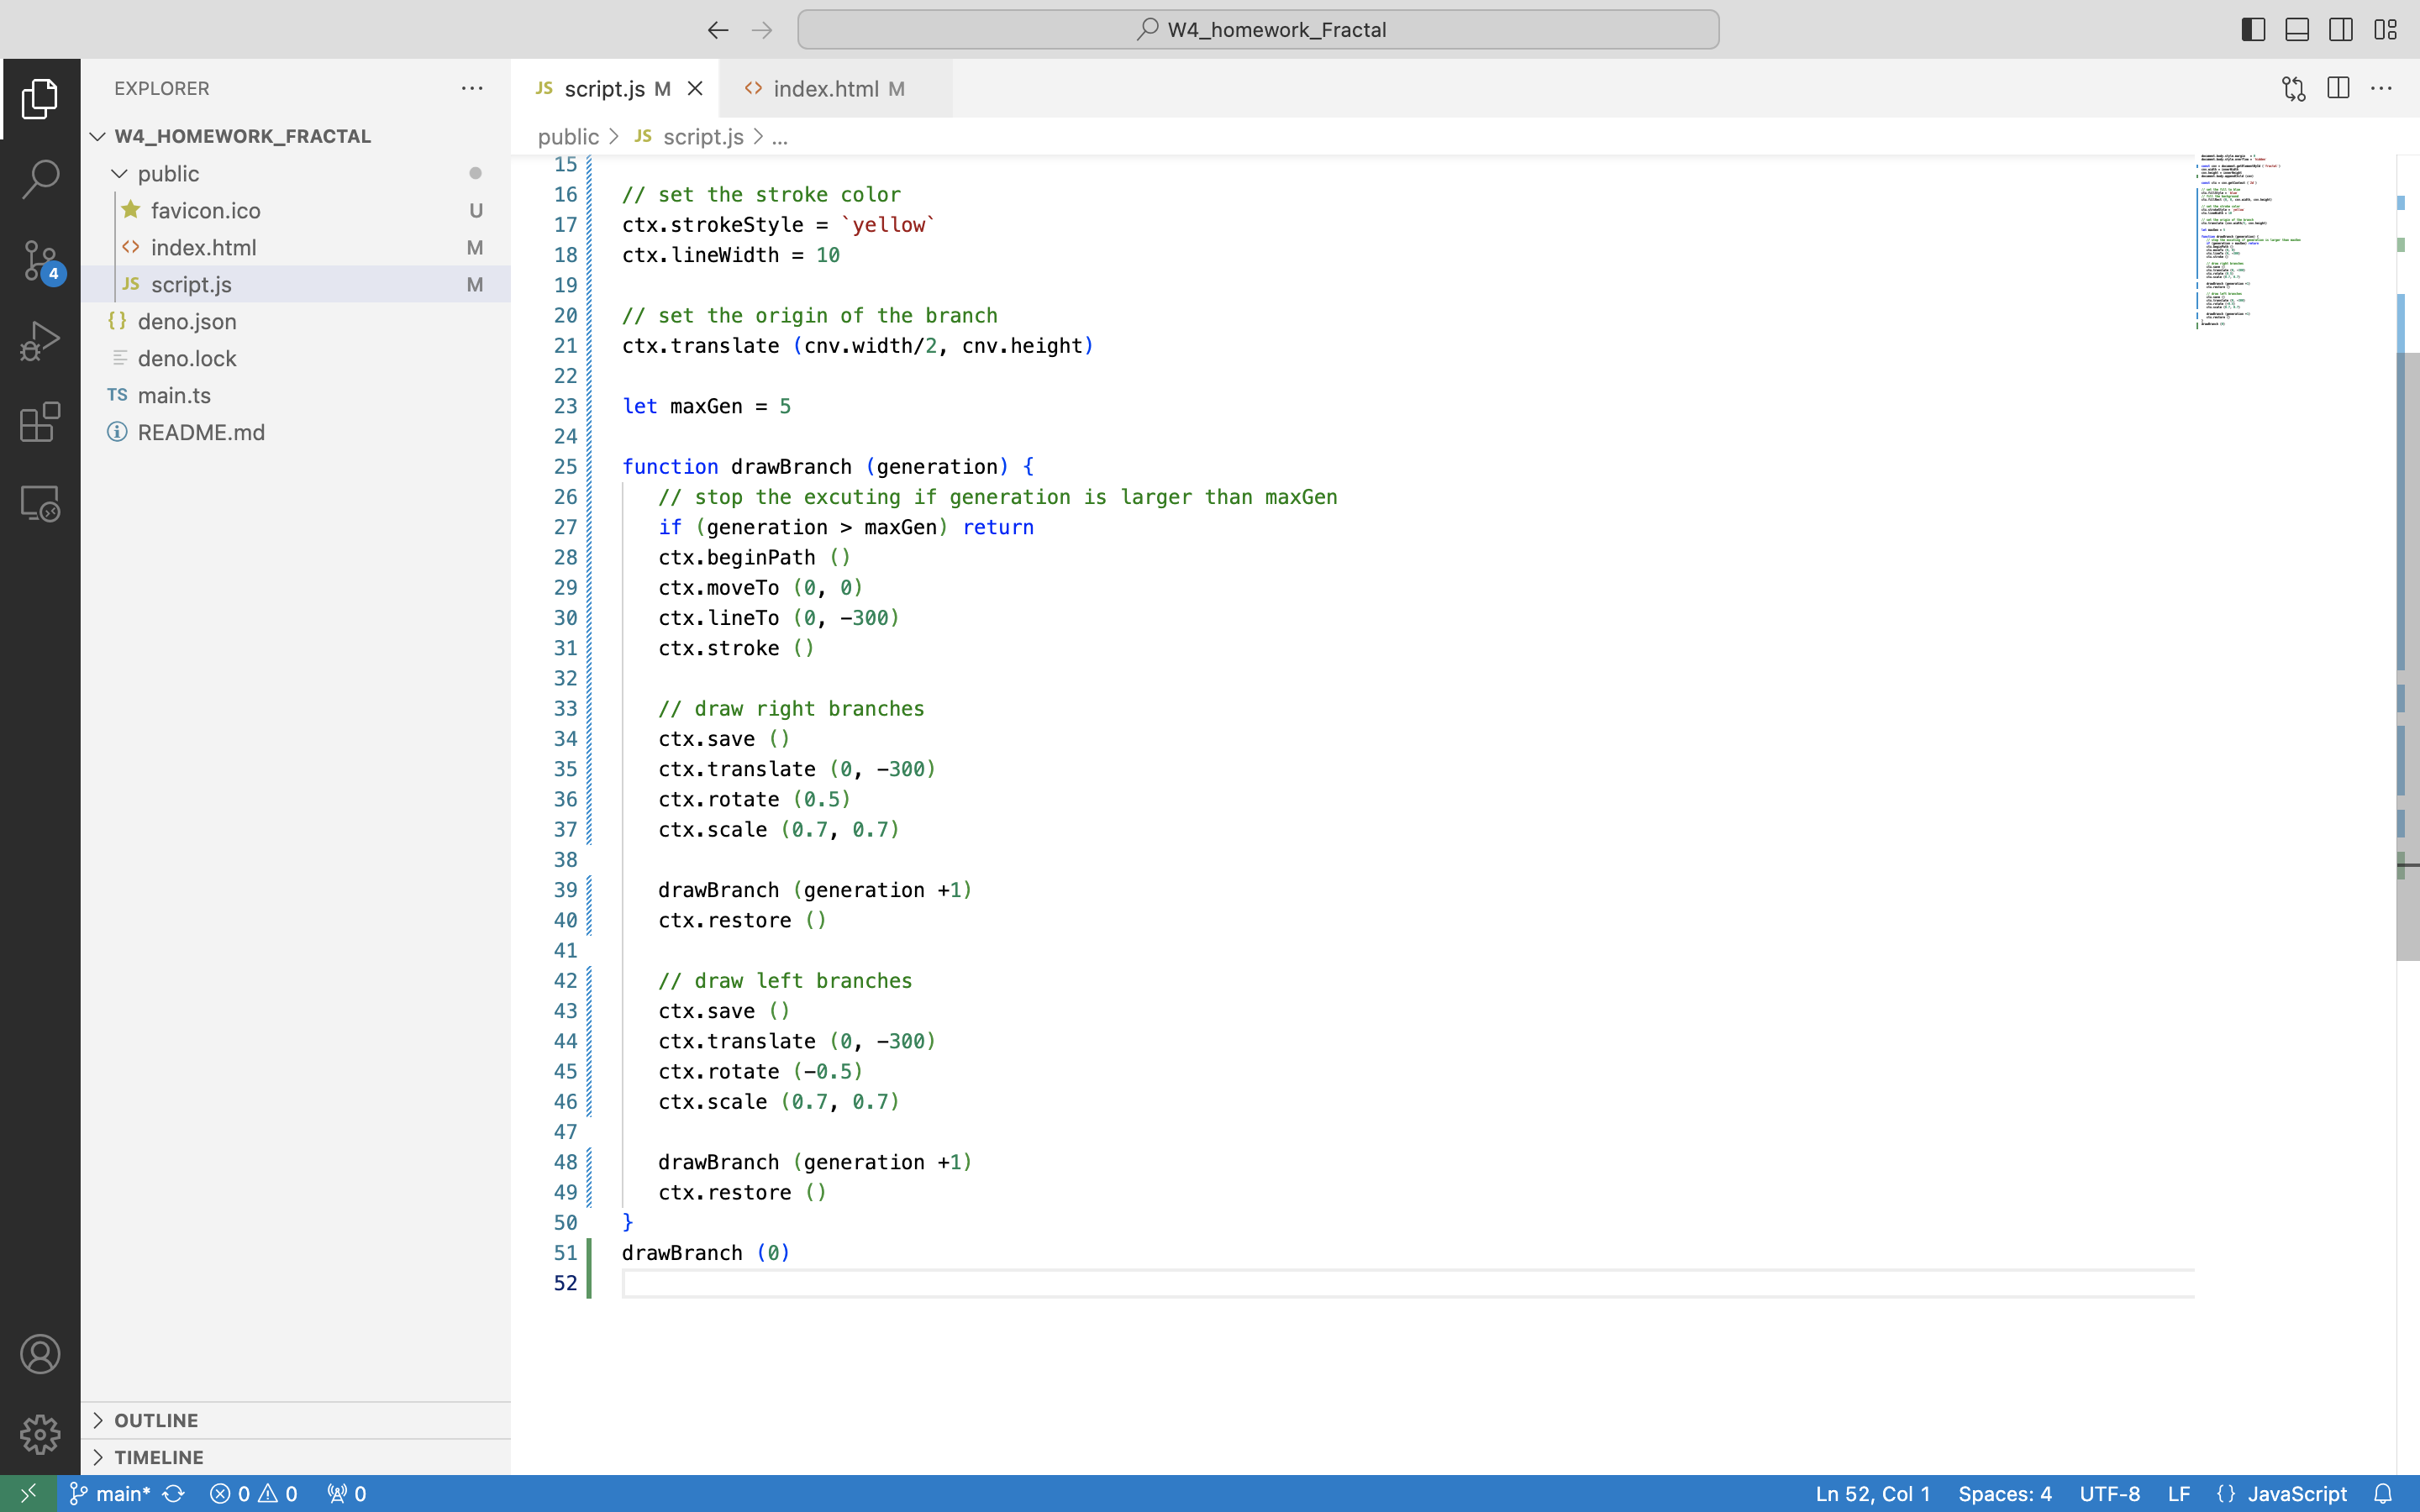 W4_homework_Fractal
EXPLORER
W4_HOMEWORK_FRACTAL
public
favicon.ico U
index.html M
JS script.js M
{} deno.json
deno.lock
TS main.ts
README.md
4
OUTLINE
TIMELINE
JS script.js M
index.html M
public > JS script.js > ...
15
16 // set the stroke color
17 ctx.strokeStyle = `yellow`
18 ctx.lineWidth = 10
19
20 // set the origin of the branch
21 ctx.translate (cnv.width/2, cnv.height)
22
23 let maxGen = 5
24
25 function drawBranch (generation) {
26 // stop the excuting if generation is larger than maxGen
27 if (generation > maxGen) return
28 ctx.beginPath ()
29 ctx.moveTo (0, 0)
30 ctx.lineTo (0, -300)
31 ctx.stroke ()
32
33 // draw right branches
34 ctx.save ()
35 ctx.translate (0, -300)
36 ctx.rotate (0.5)
37 ctx.scale (0.7, 0.7)
38
39 drawBranch (generation +1)
40 ctx.restore ()
41
42 // draw left branches
43 ctx.save ()
44 ctx.translate (0, -300)
45 ctx.rotate (-0.5)
46 ctx.scale (0.7, 0.7)
47
48 drawBranch (generation +1)
49 ctx.restore ()
50 }
51 drawBranch (0)
52
main* 0 0 0 Ln 52, Col 1 Spaces: 4 UTF-8 LF {} JavaScript